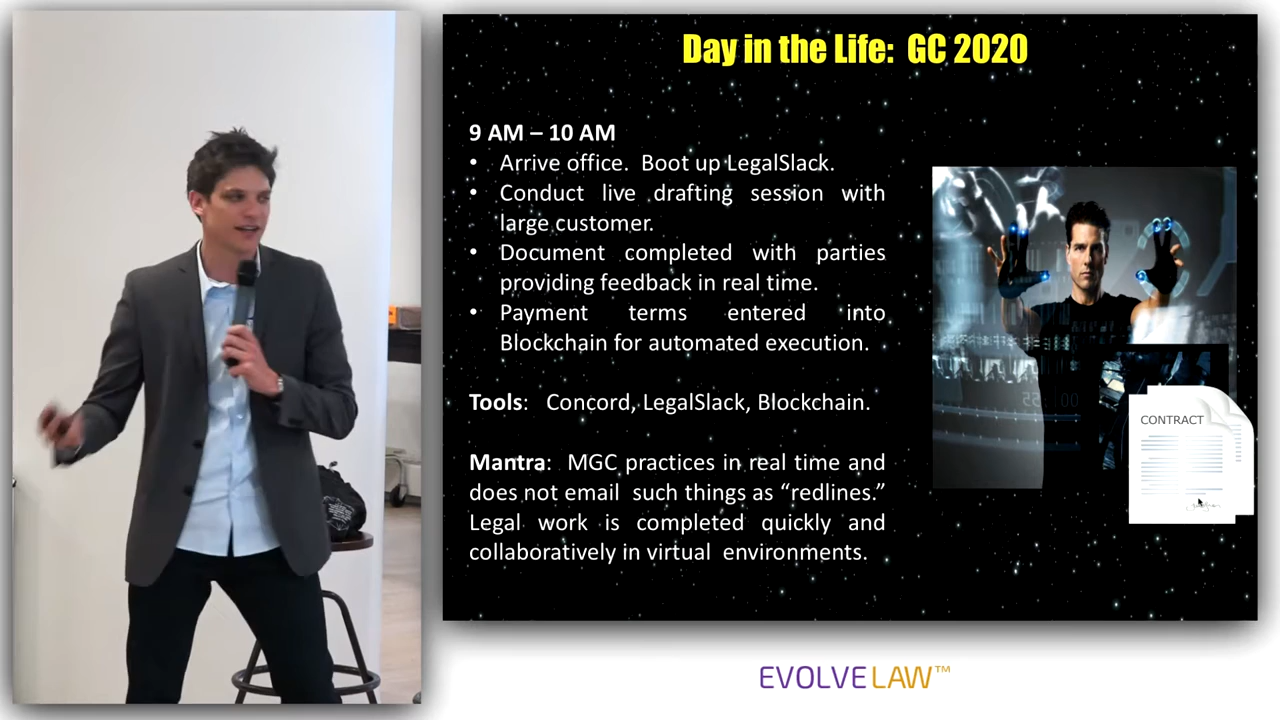 Day in the Life: GC 2020
9 AM – 10 AM
• Arrive office. Boot up LegalSlack.
• Conduct live drafting session with
large customer.
• Document completed with parties
providing feedback in real time.
• Payment terms entered into
Blockchain for automated execution.
Tools: Concord, LegalSlack, Blockchain.
Mantra: MGC practices in real time and
does not email such things as “redlines.”
Legal work is completed quickly and
collaboratively in virtual environments.
CONTRACT
EVOLVE LAW™